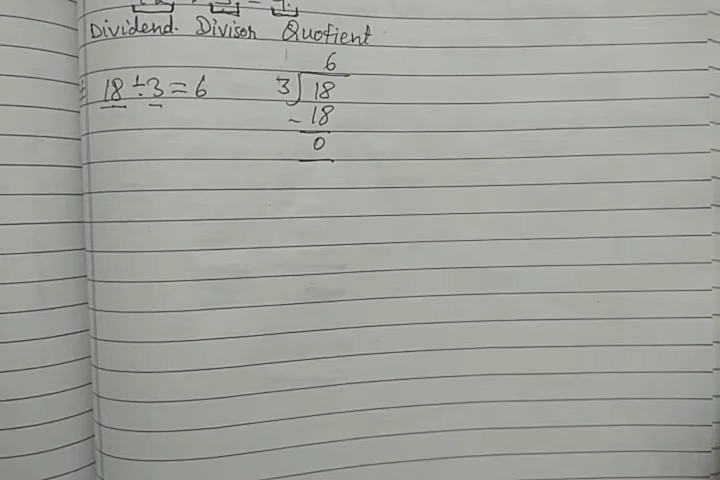 Dividend. Divisor Quotient
6
18 ÷ 3 = 6 3)18
- 18
0